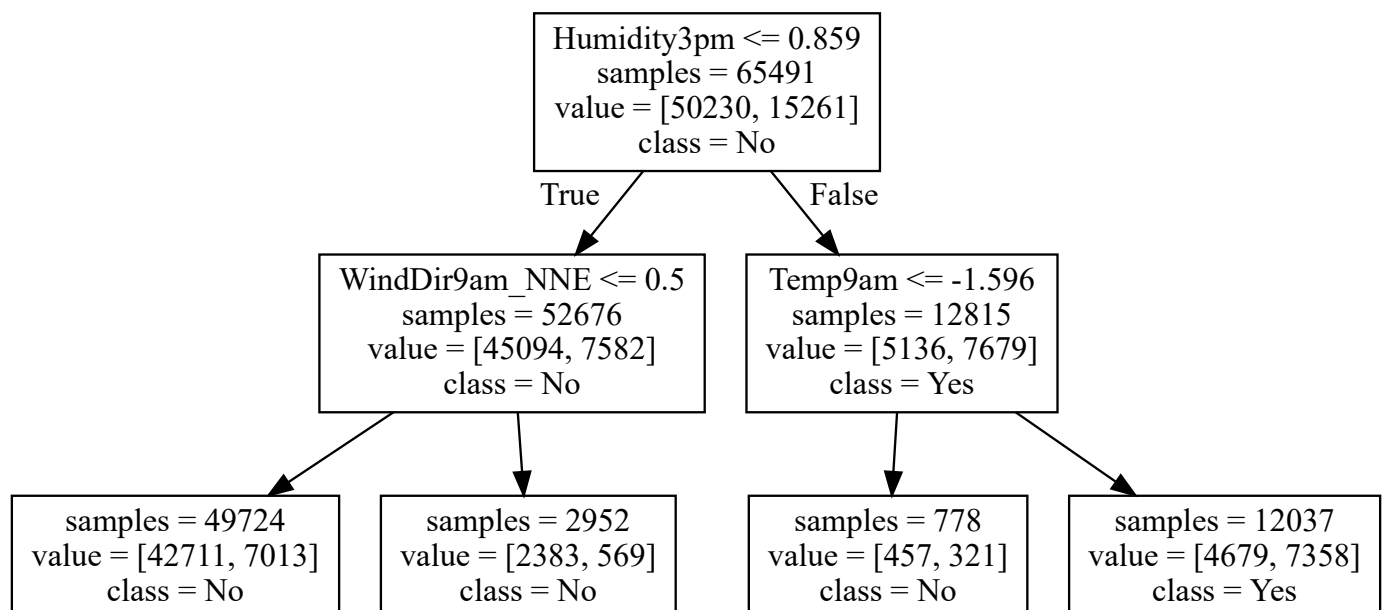 Humidity3pm <= 0.859
samples = 65491
value = [50230, 15261]
class = No
True
False
WindDir9am_NNE <= 0.5
samples = 52676
value = [45094, 7582]
class = No
Temp9am <= -1.596
samples = 12815
value = [5136, 7679]
class = Yes
samples = 49724
value = [42711, 7013]
class = No
samples = 2952
value = [2383, 569]
class = No
samples = 778
value = [457, 321]
class = No
samples = 12037
value = [4679, 7358]
class = Yes